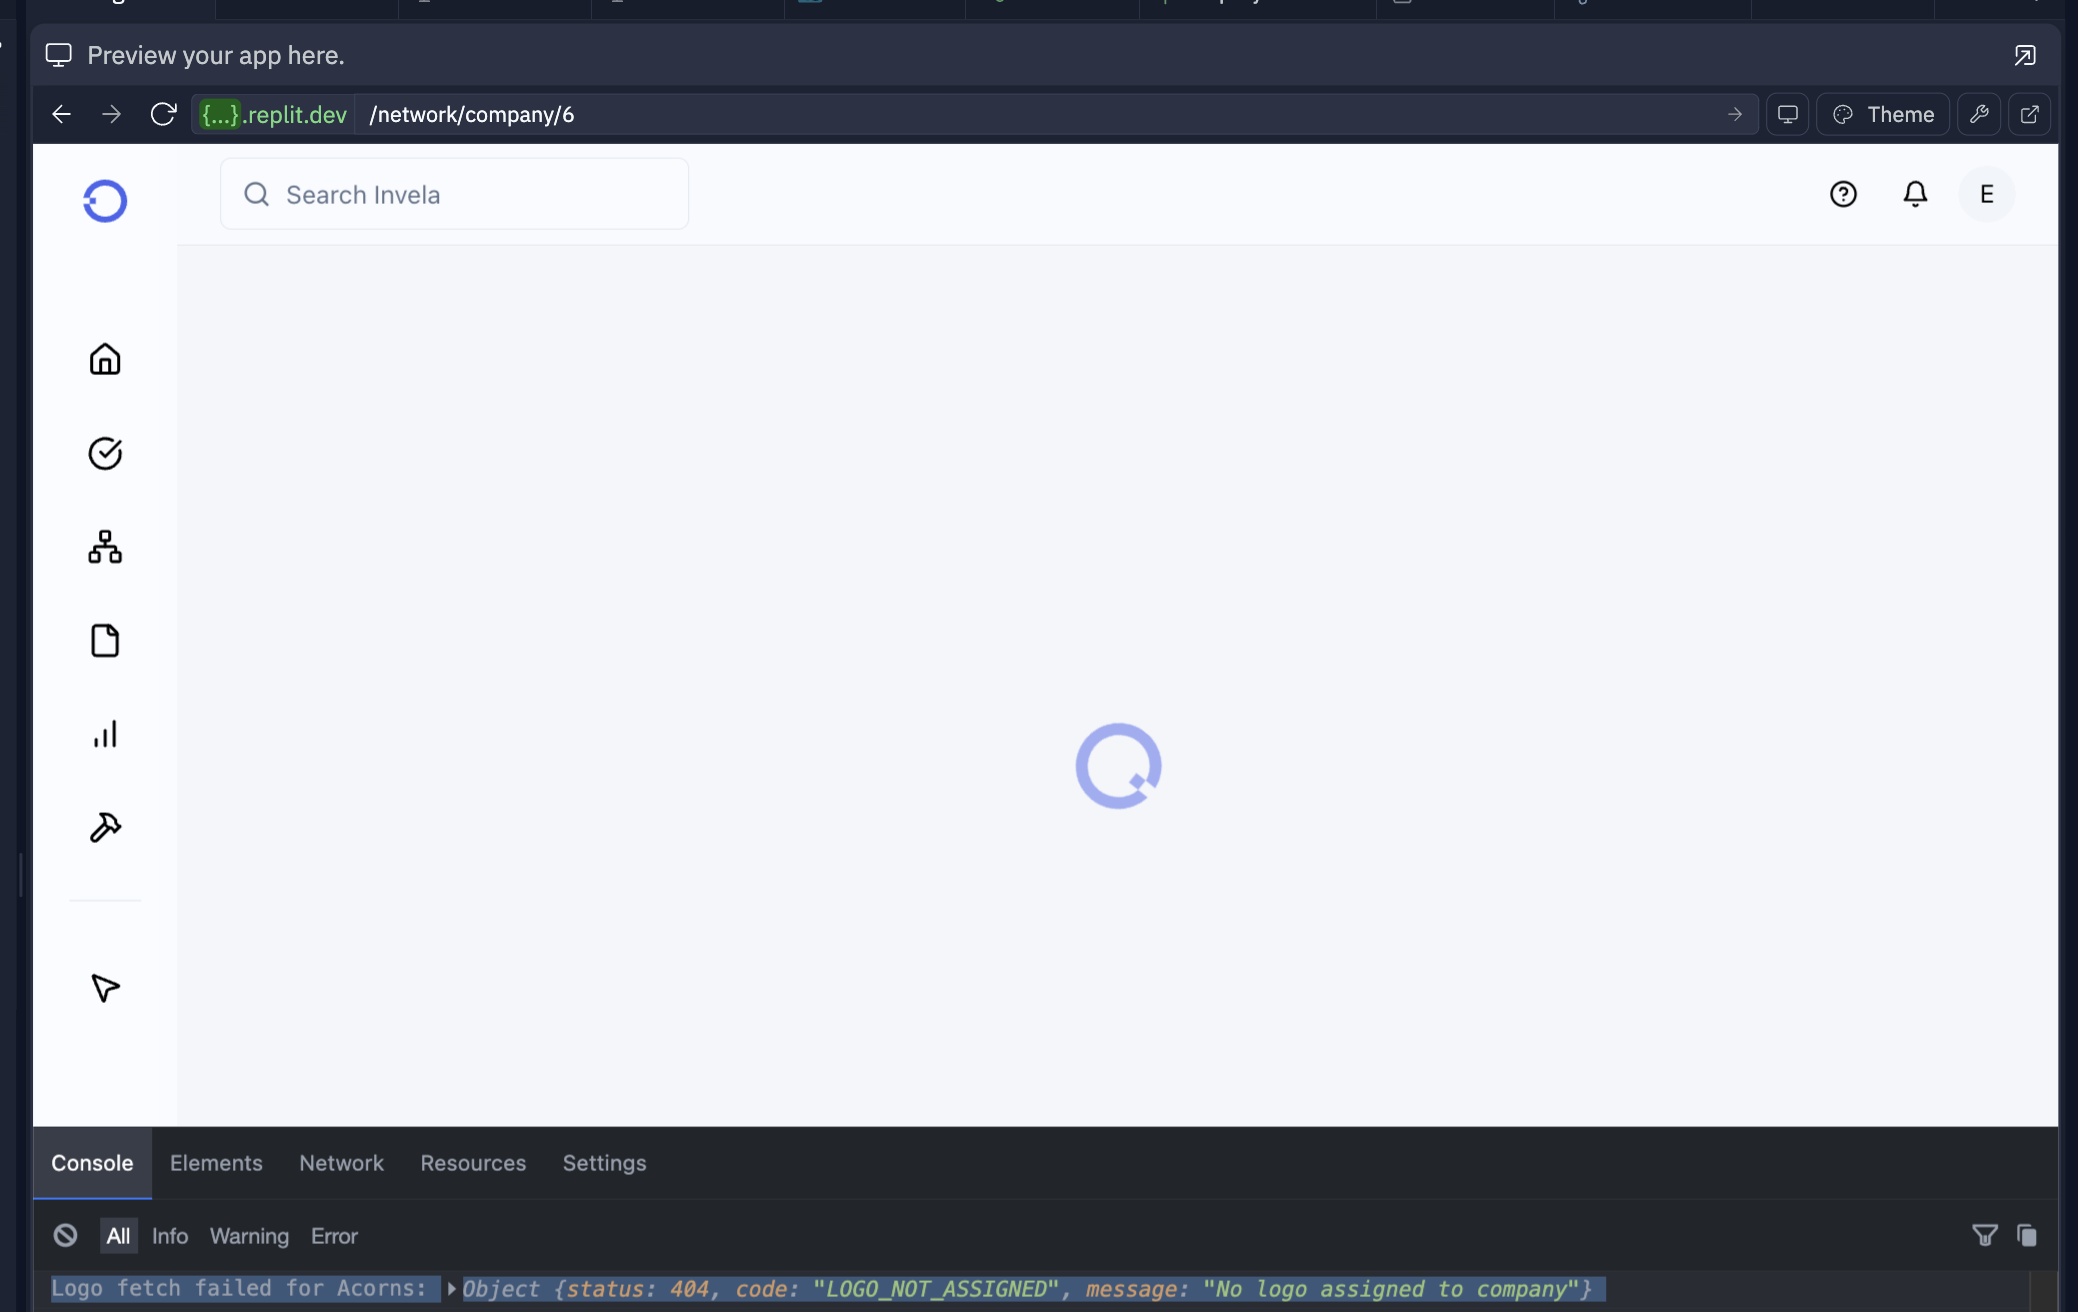 Preview your app here.
{...}.replit.dev /network/company/6 Theme
Search Invela
E
Console Elements Network Resources Settings
All Info Warning Error
Logo fetch failed for Acorns: Object {status: 404, code: "LOGO_NOT_ASSIGNED", message: "No logo assigned to company"}